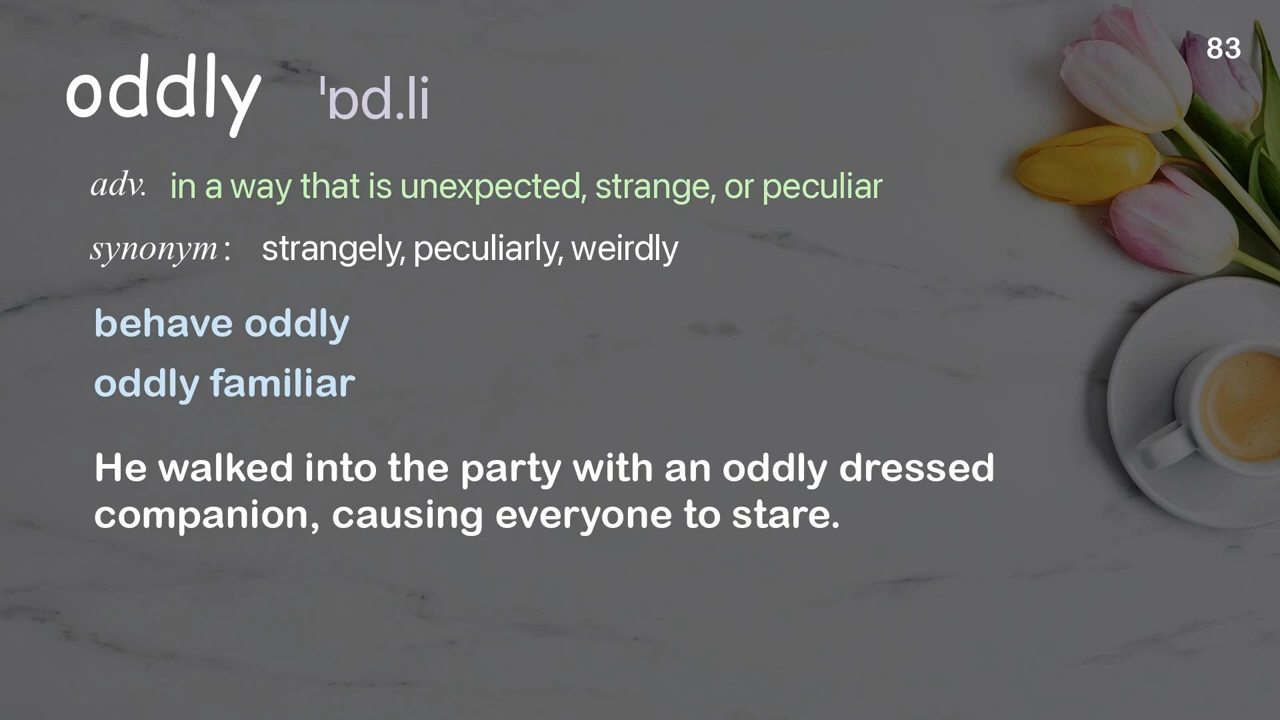 83
oddly ˈɒd.li
adv. in a way that is unexpected, strange, or peculiar
synonym: strangely, peculiarly, weirdly
behave oddly
oddly familiar
He walked into the party with an oddly dressed
companion, causing everyone to stare.